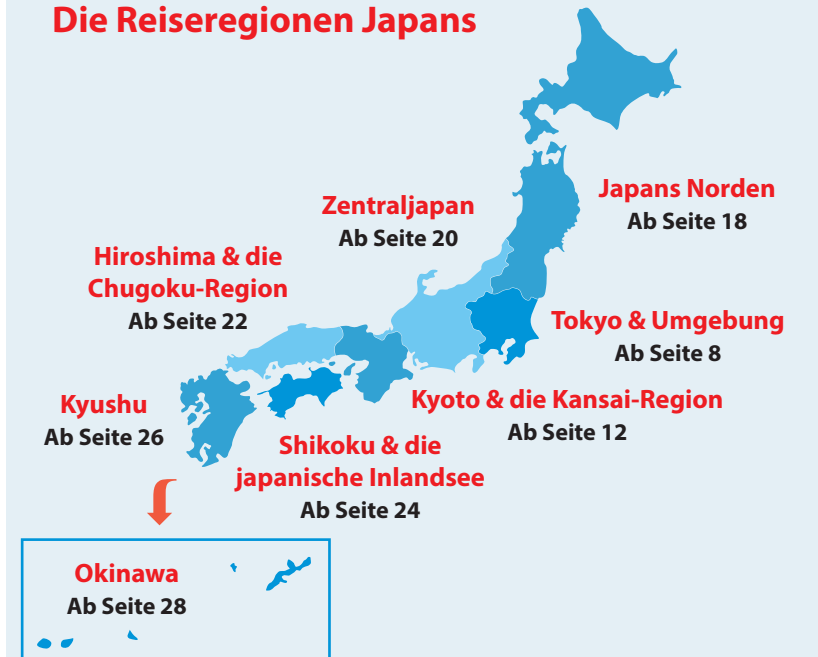 Die Reiseregionen Japans
Japans Norden
Ab Seite 18
Zentraljapan
Ab Seite 20
Hiroshima & die
Chugoku-Region
Ab Seite 22
Tokyo & Umgebung
Ab Seite 8
Kyoto & die Kansai-Region
Ab Seite 12
Kyushu
Ab Seite 26
Shikoku & die
japanische Inlandsee
Ab Seite 24
Okinawa
Ab Seite 28